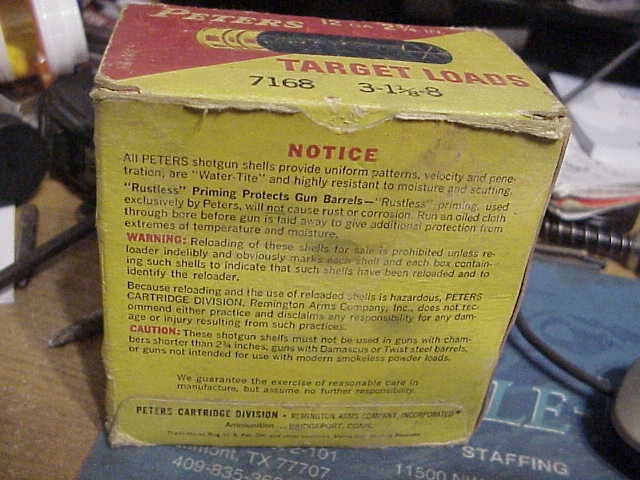 PETERS 12 GA. 2¾ IN.
TARGET LOADS
7168 3-1⅛-8
NOTICE
All PETERS shotgun shells provide uniform patterns, velocity and pene-
tration, are "Water-Tite" and highly resistant to moisture and scuffing.
"Rustless" Priming Protects Gun Barrels—"Rustless" priming, used
exclusively by Peters, will not cause rust or corrosion. Run an oiled cloth
through bore before gun is laid away to give additional protection from
extremes of temperature and moisture.
WARNING: Reloading of these shells for sale is prohibited unless re-
loader indelibly and obviously marks each shell and each box contain-
ing such shells to indicate that such shells have been reloaded and to
identify the reloader.
Because reloading and the use of reloaded shells is hazardous, PETERS
CARTRIDGE DIVISION, Remington Arms Company, Inc., does not rec-
ommend either practice and disclaims any responsibility for any dam-
age or injury resulting from such practices.
CAUTION: These shotgun shells must not be used in guns with cham-
bers shorter than 2¾ inches, guns with Damascus or Twist steel barrels,
or guns not intended for use with modern smokeless powder loads.
We guarantee the exercise of reasonable care in
manufacture, but assume no further responsibility.
PETERS CARTRIDGE DIVISION • REMINGTON ARMS COMPANY, INCORPORATED
Ammunition ... BRIDGEPORT, CONN.
LE-
STAFFING
TX 77707
409-835-
11500